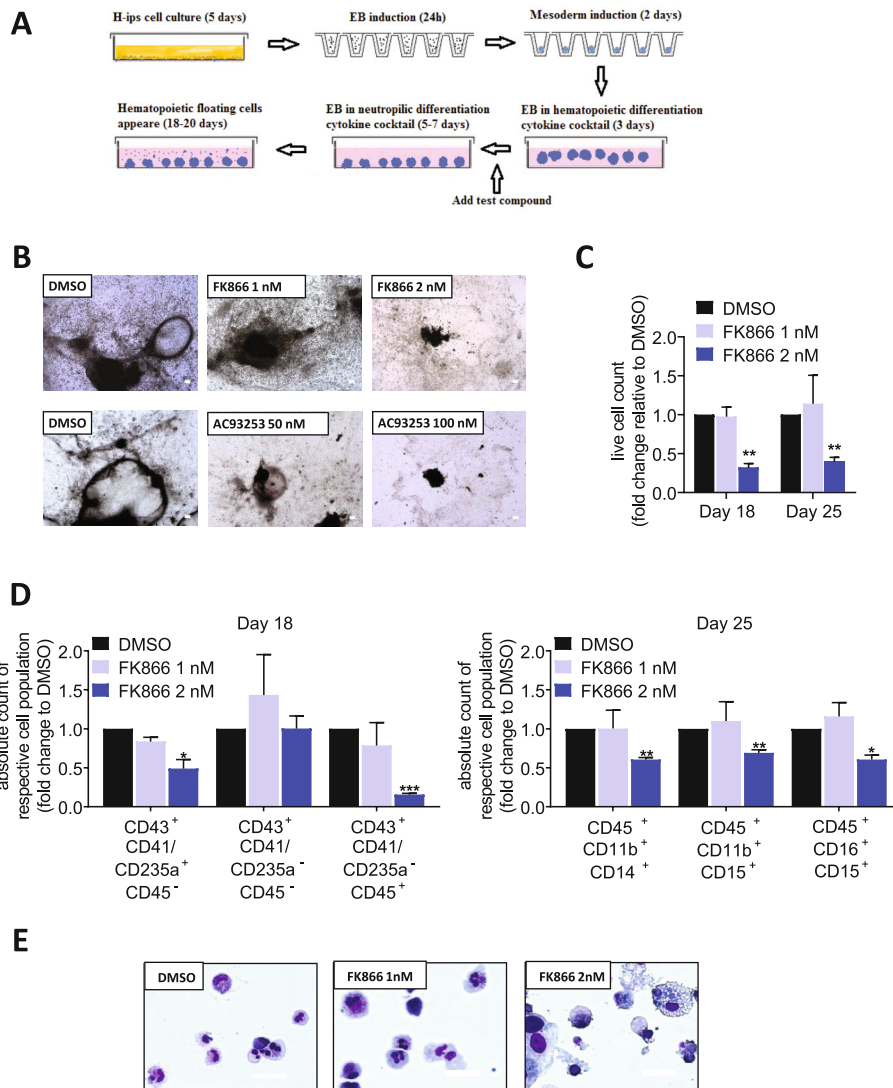 A
H-ips cell culture (5 days)
EB induction (24h)
Mesoderm induction (2 days)
Hematopoietic floating cells
appeare (18-20 days)
EB in neutropilic differentiation
cytokine cocktail (5-7 days)
EB in hematopoietic differentiation
cytokine cocktail (3 days)
Add test compound
B
DMSO
FK866 1 nM
FK866 2 nM
DMSO
AC93253 50 nM
AC93253 100 nM
C
DMSO
FK866 1 nM
FK866 2 nM
live cell count
(fold change relative to DMSO)
2.0
1.5
1.0
0.5
0.0
**
**
Day 18
Day 25
D
Day 18
DMSO
FK866 1 nM
FK866 2 nM
absolute count of
respective cell population
(fold change to DMSO)
2.0
1.5
1.0
0.5
0.0
*
***
CD43+ CD43+ CD43+
CD41/ CD41/ CD41/
CD235a+ CD235a- CD235a-
CD45- CD45- CD45+
Day 25
DMSO
FK866 1 nM
FK866 2 nM
absolute count of
respective cell population
(fold change to DMSO)
2.0
1.5
1.0
0.5
0.0
**
**
*
CD45+ CD45+ CD45+
CD11b+ CD11b+ CD16+
CD14+ CD15+ CD15+
E
DMSO
FK866 1nM
FK866 2nM